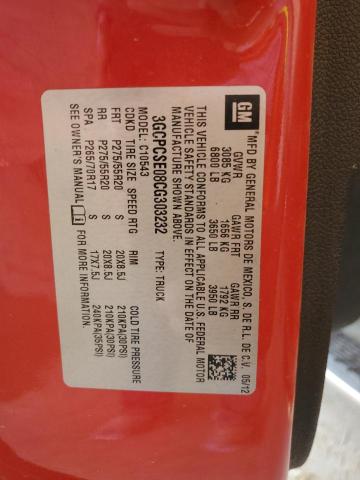 GM
MFD BY GENERAL MOTORS DE MEXICO, S. DE R.L. DE C.V. 05/12
GVWR GAWR FRT GAWR RR
3085 KG 1656 KG 1792 KG
6800 LB 3650 LB 3950 LB
THIS VEHICLE CONFORMS TO ALL APPLICABLE U.S. FEDERAL MOTOR
VEHICLE SAFETY STANDARDS IN EFFECT ON THE DATE OF
MANUFACTURE SHOWN ABOVE.
3GCPCSE08CG303232 TYPE: TRUCK
MODEL: C10543
CDKD TIRE SIZE SPEED RTG RIM COLD TIRE PRESSURE
FRT P275/55R20 S 20X8.5J 210KPA(30PSI)
RR P275/55R20 S 20X8.5J 210KPA(30PSI)
SPA P265/70R17 S 17X7.5J 240KPA(35PSI)
SEE OWNER'S MANUAL FOR MORE INFORMATION.